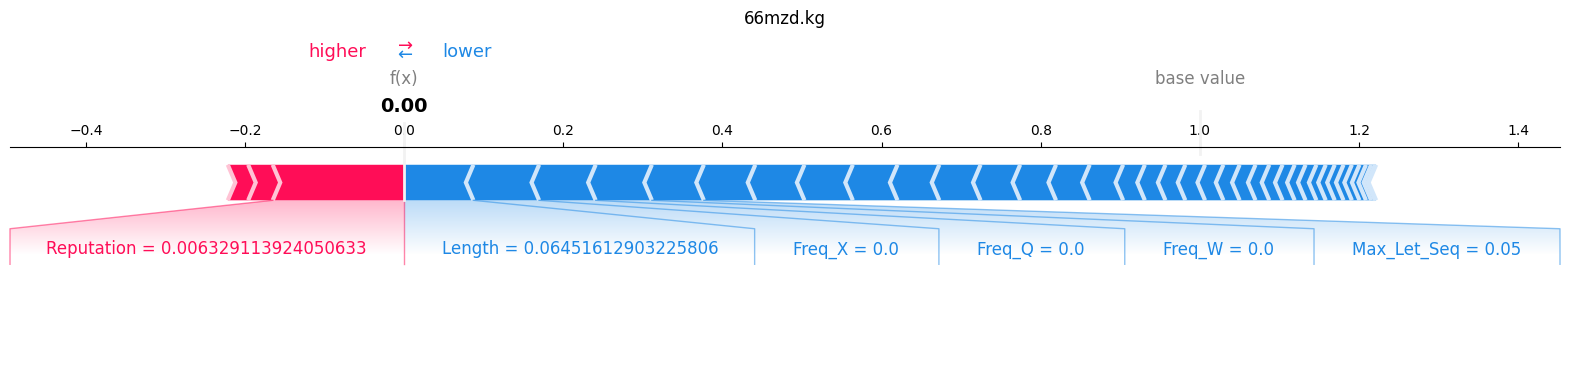 66mzd.kg
higher → ← lower
f(x) base value
0.00
−0.4 −0.2 0.0 0.2 0.4 0.6 0.8 1.0 1.2 1.4
Reputation = 0.006329113924050633 Length = 0.06451612903225806 Freq_X = 0.0 Freq_Q = 0.0 Freq_W = 0.0 Max_Let_Seq = 0.05